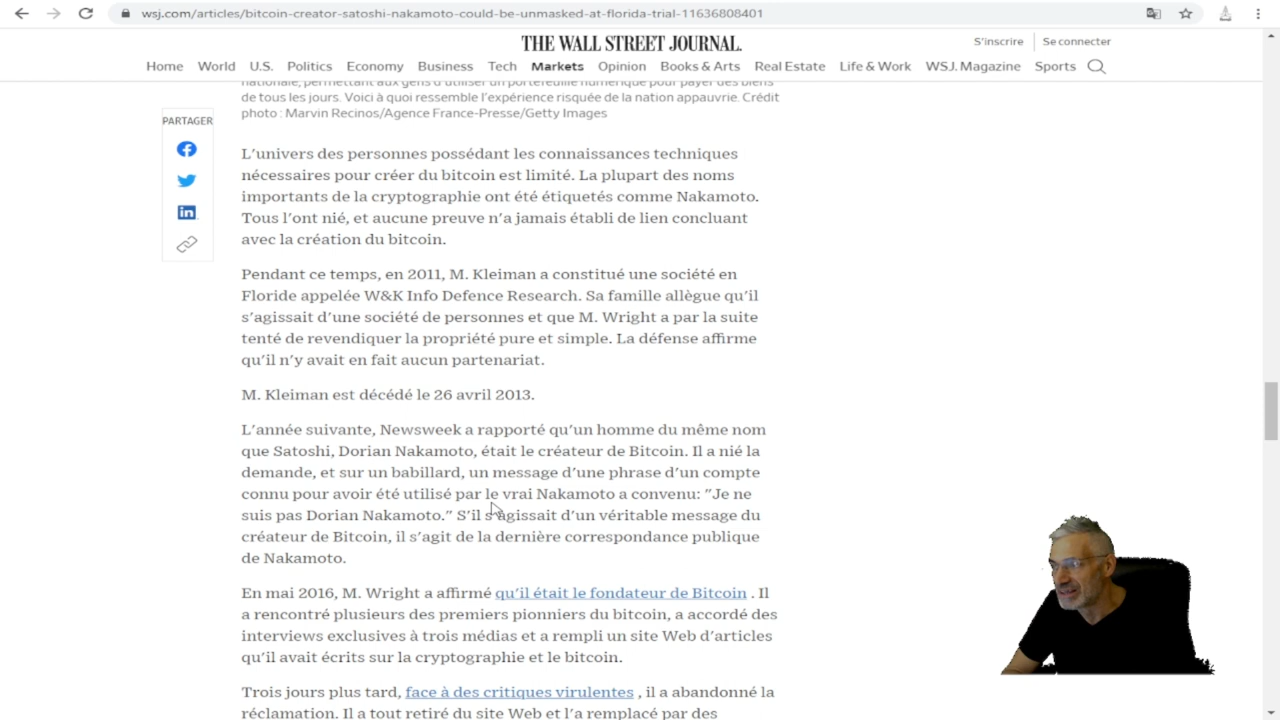 wsj.com/articles/bitcoin-creator-satoshi-nakamoto-could-be-unmasked-at-florida-trial-11636808401
THE WALL STREET JOURNAL.
S'inscrire
Se connecter
Home World U.S. Politics Economy Business Tech Markets Opinion Books & Arts Real Estate Life & Work WSJ. Magazine Sports
nationale, permettant aux gens d'utiliser un portefeuille numérique pour payer des biens
de tous les jours. Voici à quoi ressemble l'expérience risquée de la nation appauvrie. Crédit
photo : Marvin Recinos/Agence France-Presse/Getty Images
PARTAGER
L'univers des personnes possédant les connaissances techniques
nécessaires pour créer du bitcoin est limité. La plupart des noms
importants de la cryptographie ont été étiquetés comme Nakamoto.
Tous l'ont nié, et aucune preuve n'a jamais établi de lien concluant
avec la création du bitcoin.
Pendant ce temps, en 2011, M. Kleiman a constitué une société en
Floride appelée W&K Info Defence Research. Sa famille allègue qu'il
s'agissait d'une société de personnes et que M. Wright a par la suite
tenté de revendiquer la propriété pure et simple. La défense affirme
qu'il n'y avait en fait aucun partenariat.
M. Kleiman est décédé le 26 avril 2013.
L'année suivante, Newsweek a rapporté qu'un homme du même nom
que Satoshi, Dorian Nakamoto, était le créateur de Bitcoin. Il a nié la
demande, et sur un babillard, un message d'une phrase d'un compte
connu pour avoir été utilisé par le vrai Nakamoto a convenu: "Je ne
suis pas Dorian Nakamoto." S'il s'agissait d'un véritable message du
créateur de Bitcoin, il s'agit de la dernière correspondance publique
de Nakamoto.
En mai 2016, M. Wright a affirmé qu'il était le fondateur de Bitcoin . Il
a rencontré plusieurs des premiers pionniers du bitcoin, a accordé des
interviews exclusives à trois médias et a rempli un site Web d'articles
qu'il avait écrits sur la cryptographie et le bitcoin.
Trois jours plus tard, face à des critiques virulentes , il a abandonné la
réclamation. Il a tout retiré du site Web et l'a remplacé par des